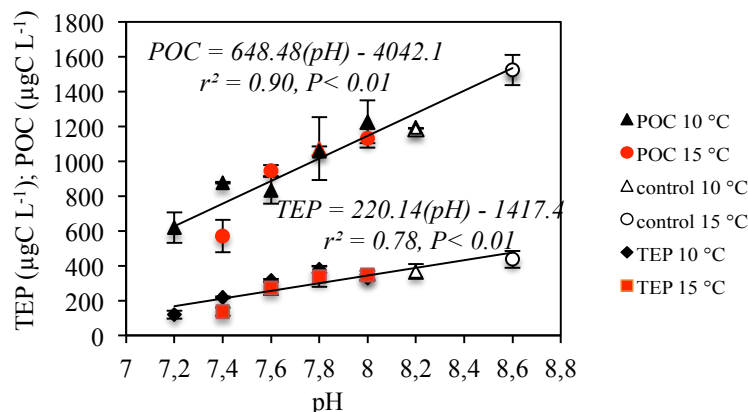 1800
1600
1400
1200
1000
800
600
400
200
0
TEP (µgC L-1); POC (µgC L-1)
POC = 648.48(pH) - 4042.1
r² = 0.90, P< 0.01
TEP = 220.14(pH) - 1417.4
r² = 0.78, P< 0.01
7 7,2 7,4 7,6 7,8 8 8,2 8,4 8,6 8,8
pH
POC 10 °C
POC 15 °C
control 10 °C
control 15 °C
TEP 10 °C
TEP 15 °C